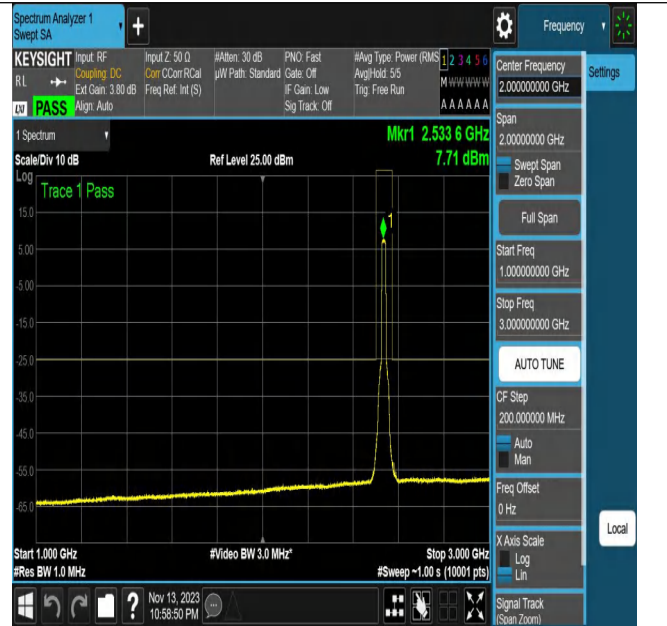 Spectrum Analyzer 1
Swept SA
Frequency
KEYSIGHT
RL
LXI
PASS
Input: RF
Coupling: DC
Ext Gain: 3.80 dB
Align: Auto
Input Z: 50 Ω
Corr CCorr RCal
Freq Ref: Int (S)
#Atten: 30 dB
µW Path: Standard
PNO: Fast
Gate: Off
IF Gain: Low
Sig Track: Off
#Avg Type: Power (RMS
Avg|Hold: 5/5
Trig: Free Run
1 2 3 4 5 6
M W W W W W
A A A A A A
1 Spectrum
Scale/Div 10 dB
Ref Level 25.00 dBm
Mkr1 2.533 6 GHz
7.71 dBm
Log
Trace 1 Pass
1
15.0
5.00
-5.00
-15.0
-25.0
-35.0
-45.0
-55.0
-65.0
Start 1.000 GHz
#Video BW 3.0 MHz*
Stop 3.000 GHz
#Res BW 1.0 MHz
#Sweep ~1.00 s (10001 pts)
Center Frequency
2.000000000 GHz
Settings
Span
2.00000000 GHz
Swept Span
Zero Span
Full Span
Start Freq
1.000000000 GHz
Stop Freq
3.000000000 GHz
AUTO TUNE
CF Step
200.000000 MHz
Auto
Man
Freq Offset
0 Hz
X Axis Scale
Log
Lin
Local
Signal Track
(Span Zoom)
?
Nov 13, 2023
10:58:50 PM